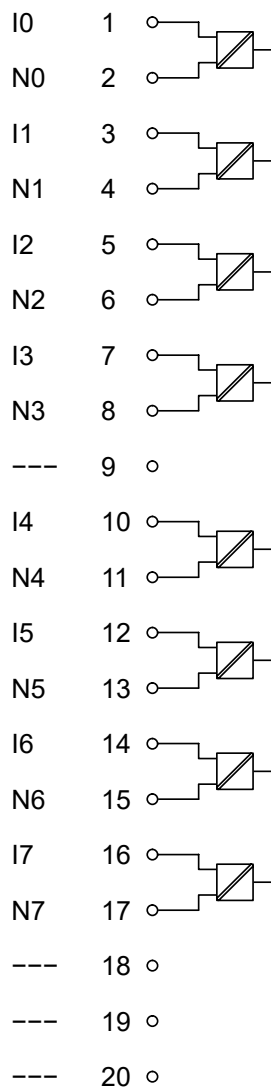 I0 1
N0 2
I1 3
N1 4
I2 5
N2 6
I3 7
N3 8
--- 9
I4 10
N4 11
I5 12
N5 13
I6 14
N6 15
I7 16
N7 17
--- 18
--- 19
--- 20